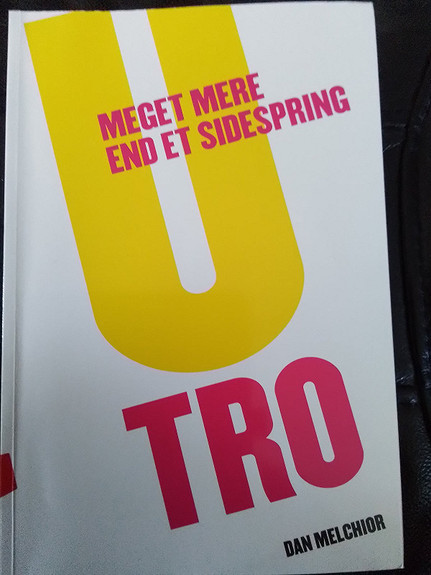 U
MEGET MERE
END ET SIDESPRING
TRO
DAN MELCHIOR